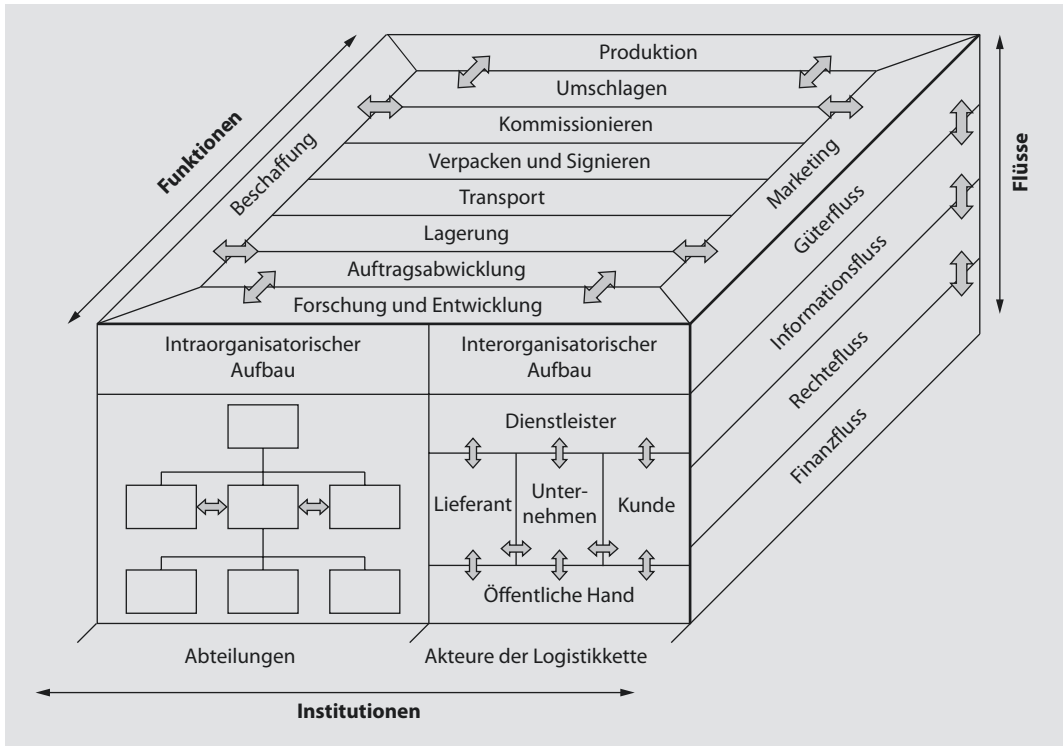 Funktionen
Beschaffung
Produktion
Umschlagen
Kommissionieren
Verpacken und Signieren
Transport
Lagerung
Auftragsabwicklung
Forschung und Entwicklung
Marketing
Güterfluss
Informationsfluss
Rechtefluss
Finanzfluss
Flüsse
Intraorganisatorischer
Aufbau
Interorganisatorischer
Aufbau
Dienstleister
Lieferant
Unter-
nehmen
Kunde
Öffentliche Hand
Abteilungen
Akteure der Logistikkette
Institutionen